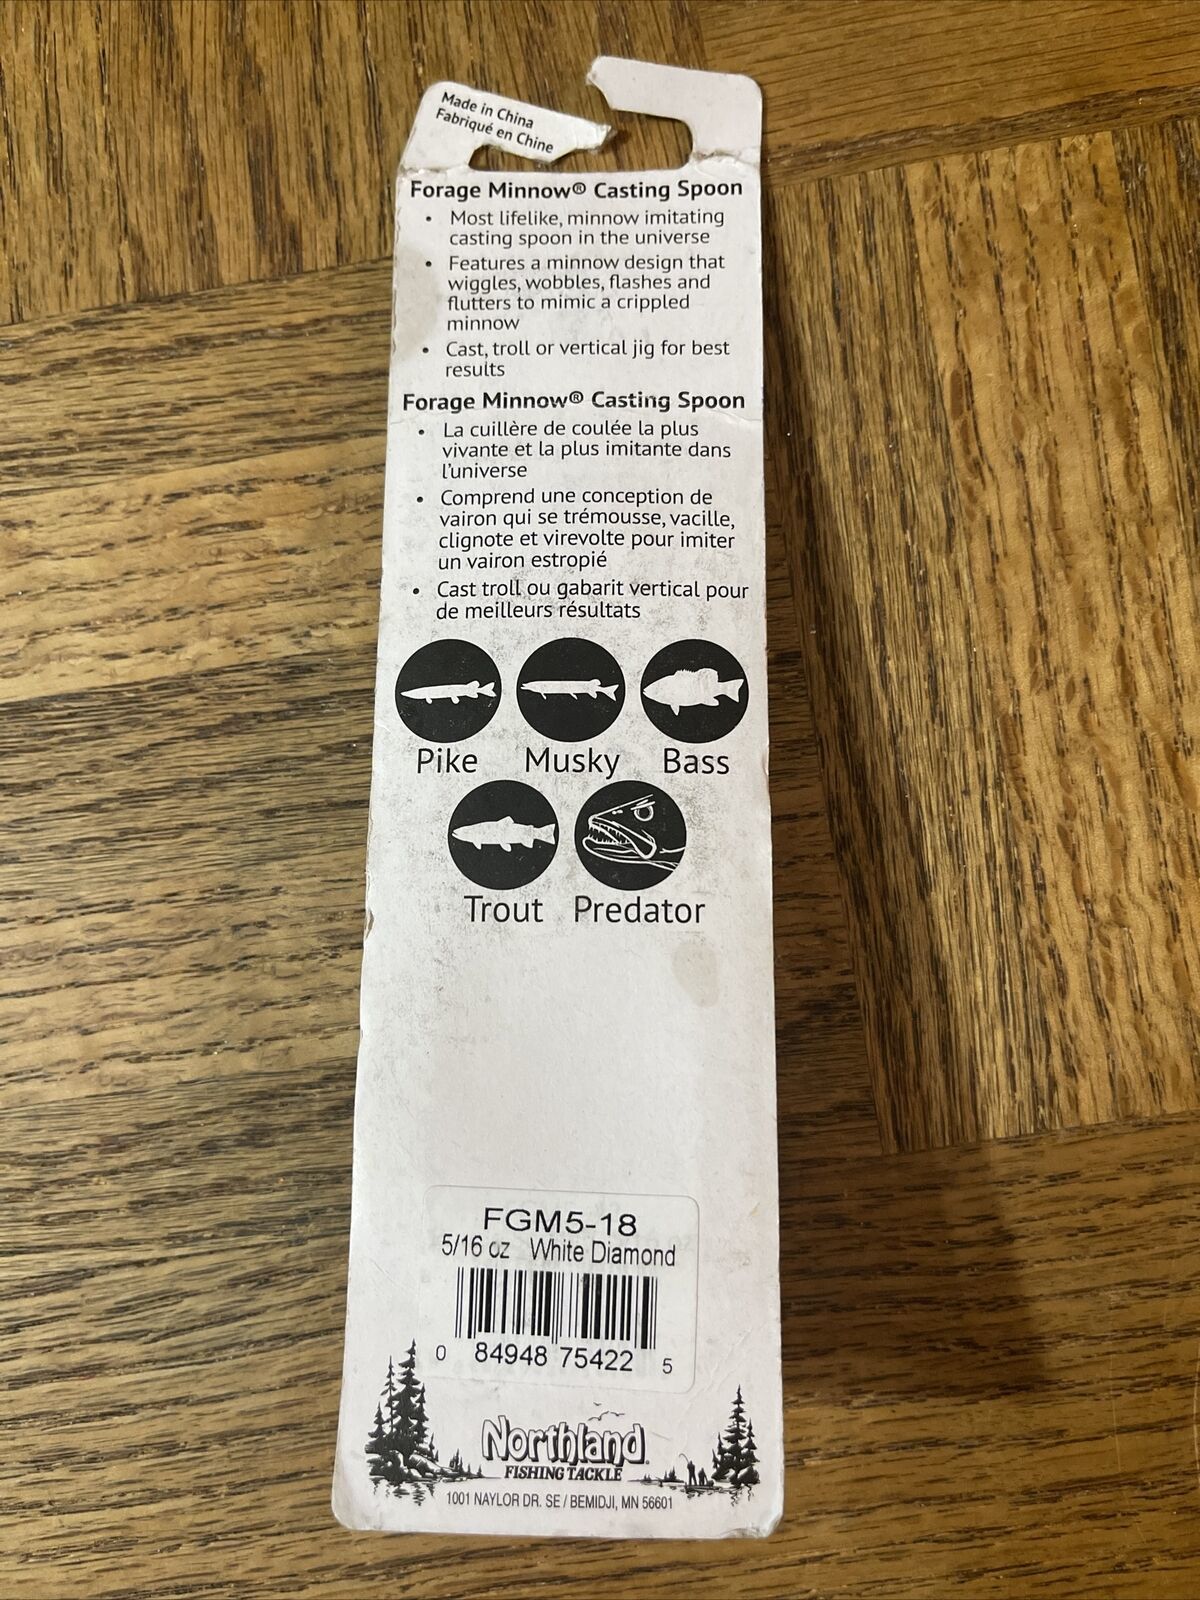 Made in China
Fabriqué en Chine
Forage Minnow® Casting Spoon
• Most lifelike, minnow imitating
casting spoon in the universe
• Features a minnow design that
wiggles, wobbles, flashes and
flutters to mimic a crippled
minnow
• Cast, troll or vertical jig for best
results
Forage Minnow® Casting Spoon
• La cuillère de coulée la plus
vivante et la plus imitante dans
l'universe
• Comprend une conception de
vairon qui se trémousse, vacille,
clignote et virevolte pour imiter
un vairon estropié
• Cast troll ou gabarit vertical pour
de meilleurs résultats
Pike Musky Bass
Trout Predator
FGM5-18
5/16 oz White Diamond
0 84948 75422 5
Northland
FISHING TACKLE
1001 NAYLOR DR. SE / BEMIDJI, MN 56601